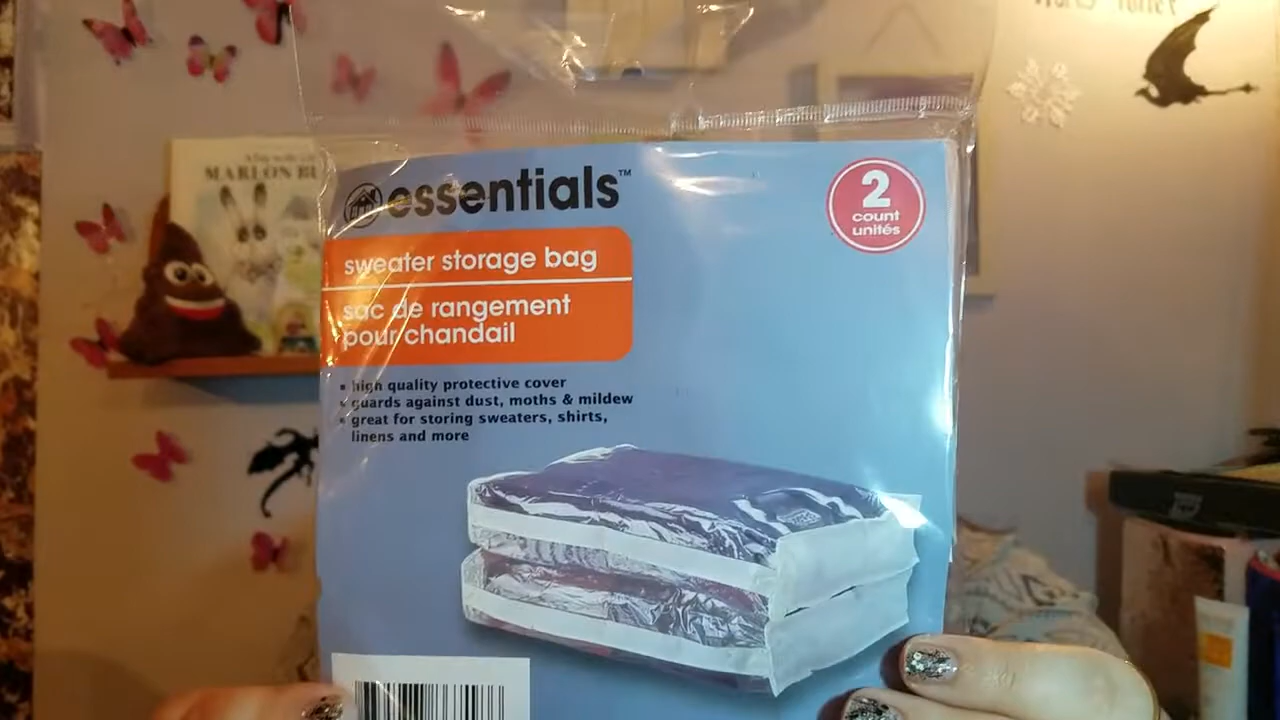 MARLON BU
essentials™
2
count
unités
sweater storage bag
sac de rangement
pour chandail
• high quality protective cover
• guards against dust, moths & mildew
• great for storing sweaters, shirts,
linens and more